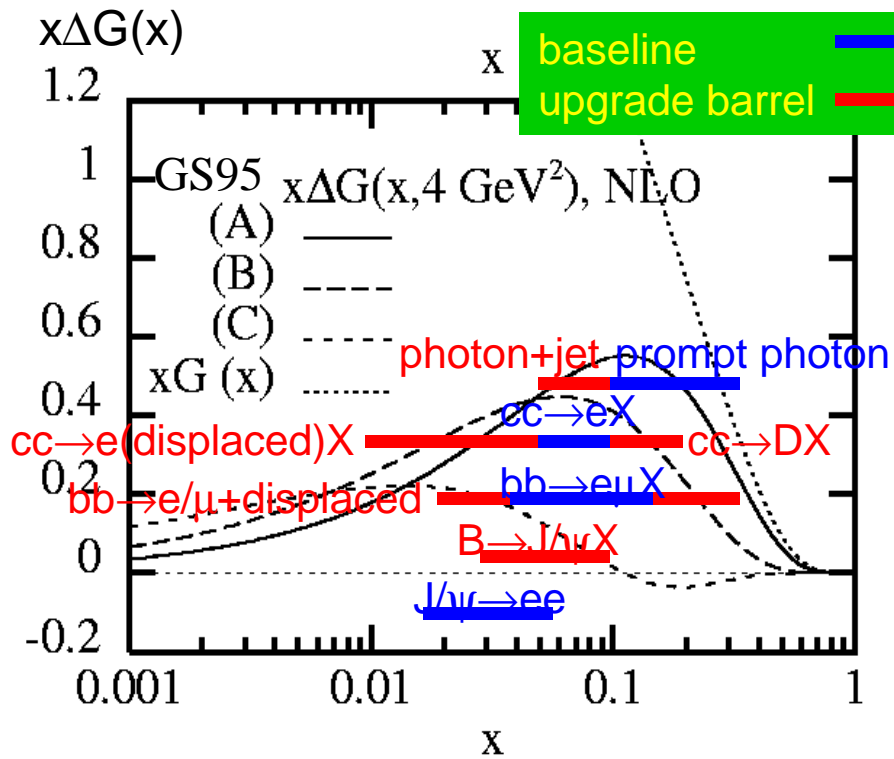 xΔG(x)
x
baseline
upgrade barrel
1.2
1
GS95 xΔG(x,4 GeV²), NLO
(A)
0.8
(B)
0.6
(C)
photon+jet prompt photon
xG (x)
0.4
cc→eX
cc→e(displaced)X cc→DX
0.2
bb→e/μ+displaced bb→eμX
B→J/ψX
0
J/ψ→ee
-0.2
0.001 0.01 0.1 1
x